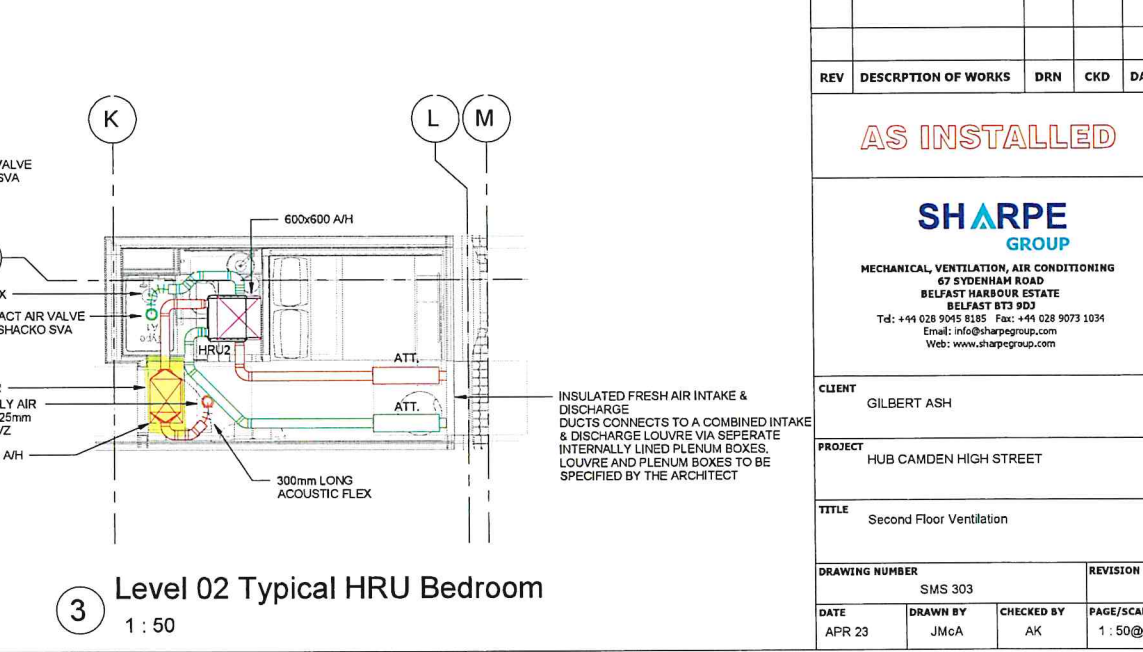 K
L
M
VALVE
SVA
600x600 A/H
X
ACT AIR VALVE
SHACKO SVA
HRU2
ATT.
ATT.
LY AIR
25mm
VZ
A/H
300mm LONG
ACOUSTIC FLEX
INSULATED FRESH AIR INTAKE &
DISCHARGE
DUCTS CONNECTS TO A COMBINED INTAKE
& DISCHARGE LOUVRE VIA SEPERATE
INTERNALLY LINED PLENUM BOXES.
LOUVRE AND PLENUM BOXES TO BE
SPECIFIED BY THE ARCHITECT
3
Level 02 Typical HRU Bedroom
1 : 50
REV DESCRPTION OF WORKS DRN CKD DA
AS INSTALLED
SHARPE
GROUP
MECHANICAL, VENTILATION, AIR CONDITIONING
67 SYDENHAM ROAD
BELFAST HARBOUR ESTATE
BELFAST BT3 9DJ
Tel: +44 028 9045 8185 Fax: +44 028 9073 1034
Email: info@sharpegroup.com
Web: www.sharpegroup.com
CLIENT
GILBERT ASH
PROJECT
HUB CAMDEN HIGH STREET
TITLE
Second Floor Ventilation
DRAWING NUMBER REVISION
SMS 303
DATE DRAWN BY CHECKED BY PAGE/SCA
APR 23 JMcA AK 1 : 50@